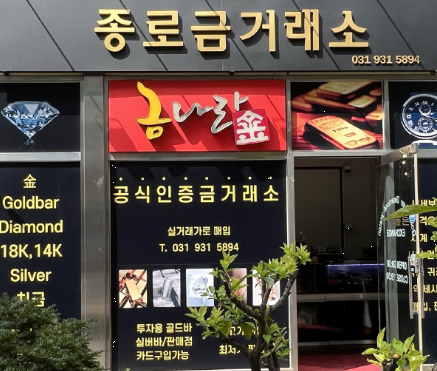 종로금거래소
031 931 5894
금나라 金
金
Goldbar
Diamond
18K,14K
Silver
취급
공식인증금거래소
실거래가로 매입
T. 031 931 5894
투자용 골드바
실버바/판매점
카드구입가능